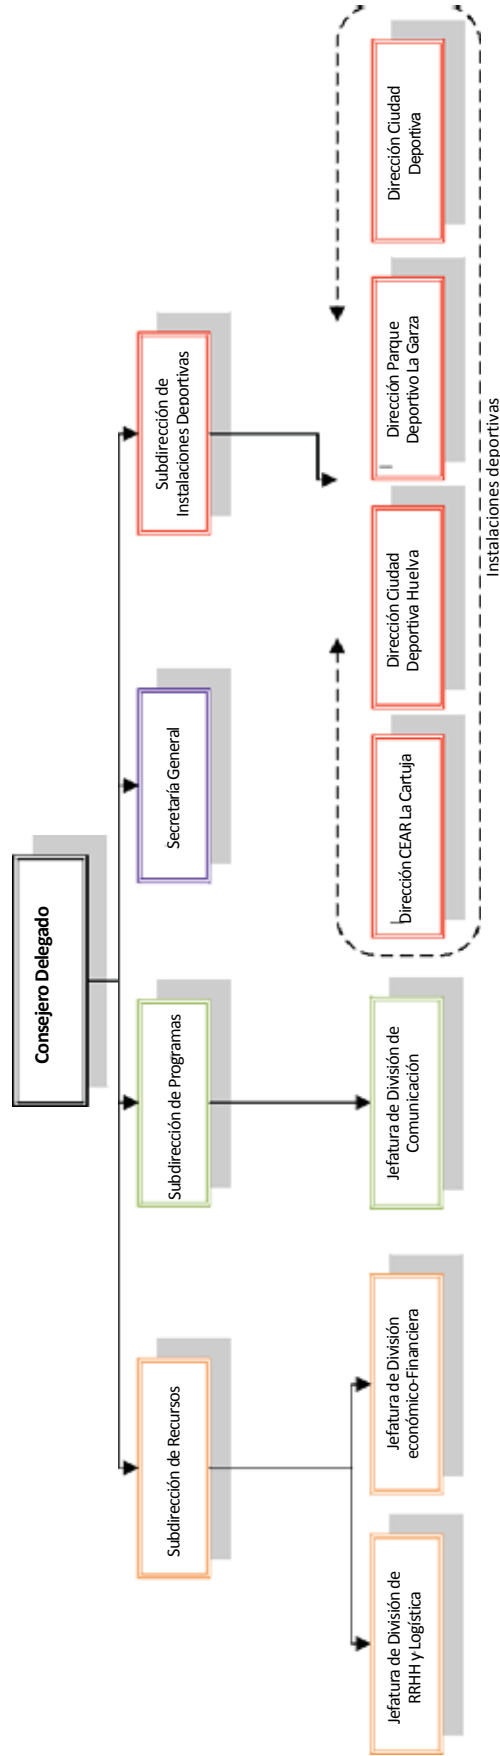 Consejero Delegado
Subdirección de Recursos
Subdirección de Programas
Secretaría General
Subdirección de
Instalaciones Deportivas
Jefatura de División de
RRHH y Logística
Jefatura de División
económico-Financiera
Jefatura de División de
Comunicación
Dirección CEAR La Cartuja
Dirección Ciudad
Deportiva Huelva
Dirección Parque
Deportivo La Garza
Dirección Ciudad
Deportiva
Instalaciones deportivas